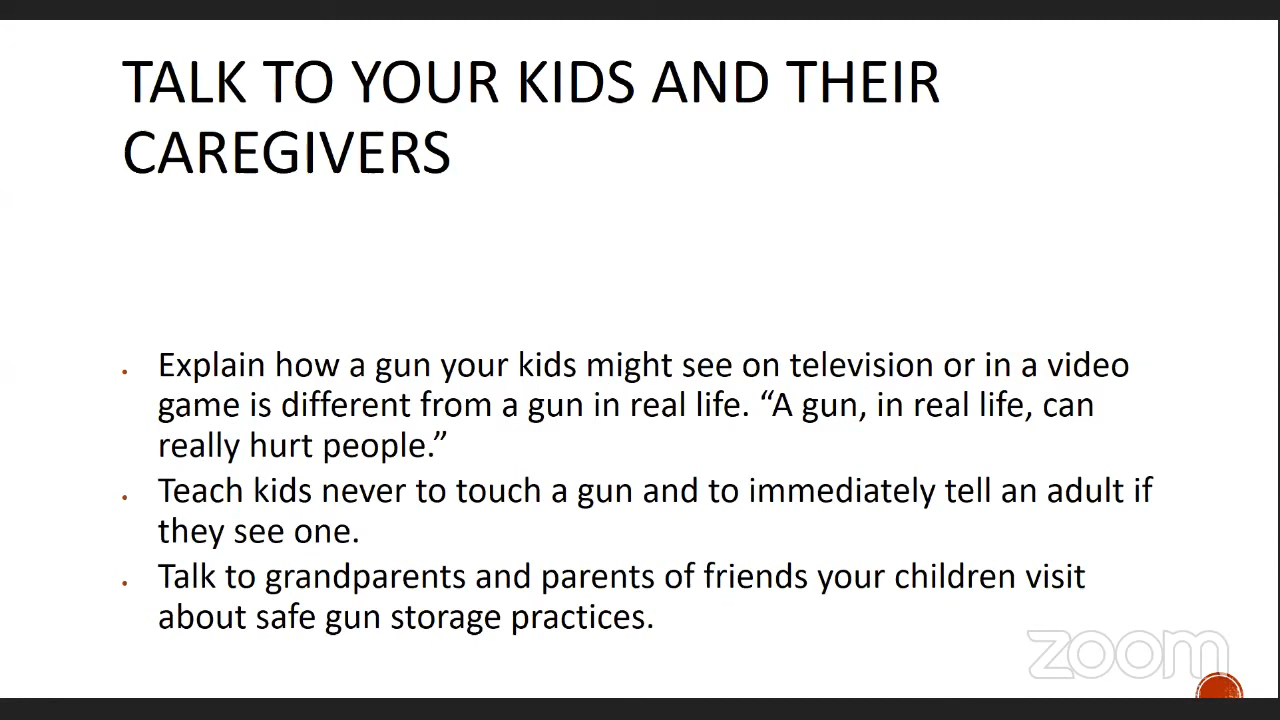 TALK TO YOUR KIDS AND THEIR
CAREGIVERS
• Explain how a gun your kids might see on television or in a video
game is different from a gun in real life. “A gun, in real life, can
really hurt people.”
• Teach kids never to touch a gun and to immediately tell an adult if
they see one.
• Talk to grandparents and parents of friends your children visit
about safe gun storage practices.
zoom